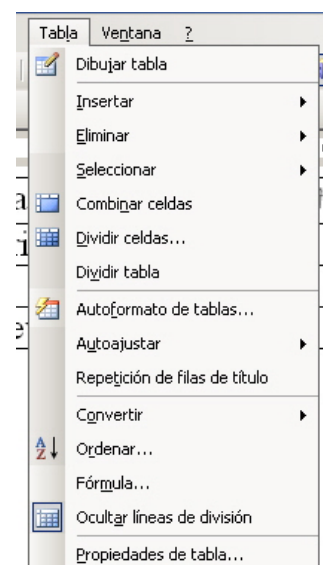 Tabla Ventana ?
Dibujar tabla
Insertar
Eliminar
Seleccionar
Combinar celdas
Dividir celdas...
Dividir tabla
Autoformato de tablas...
Autoajustar
Repetición de filas de título
Convertir
Ordenar...
Fórmula...
Ocultar líneas de división
Propiedades de tabla...